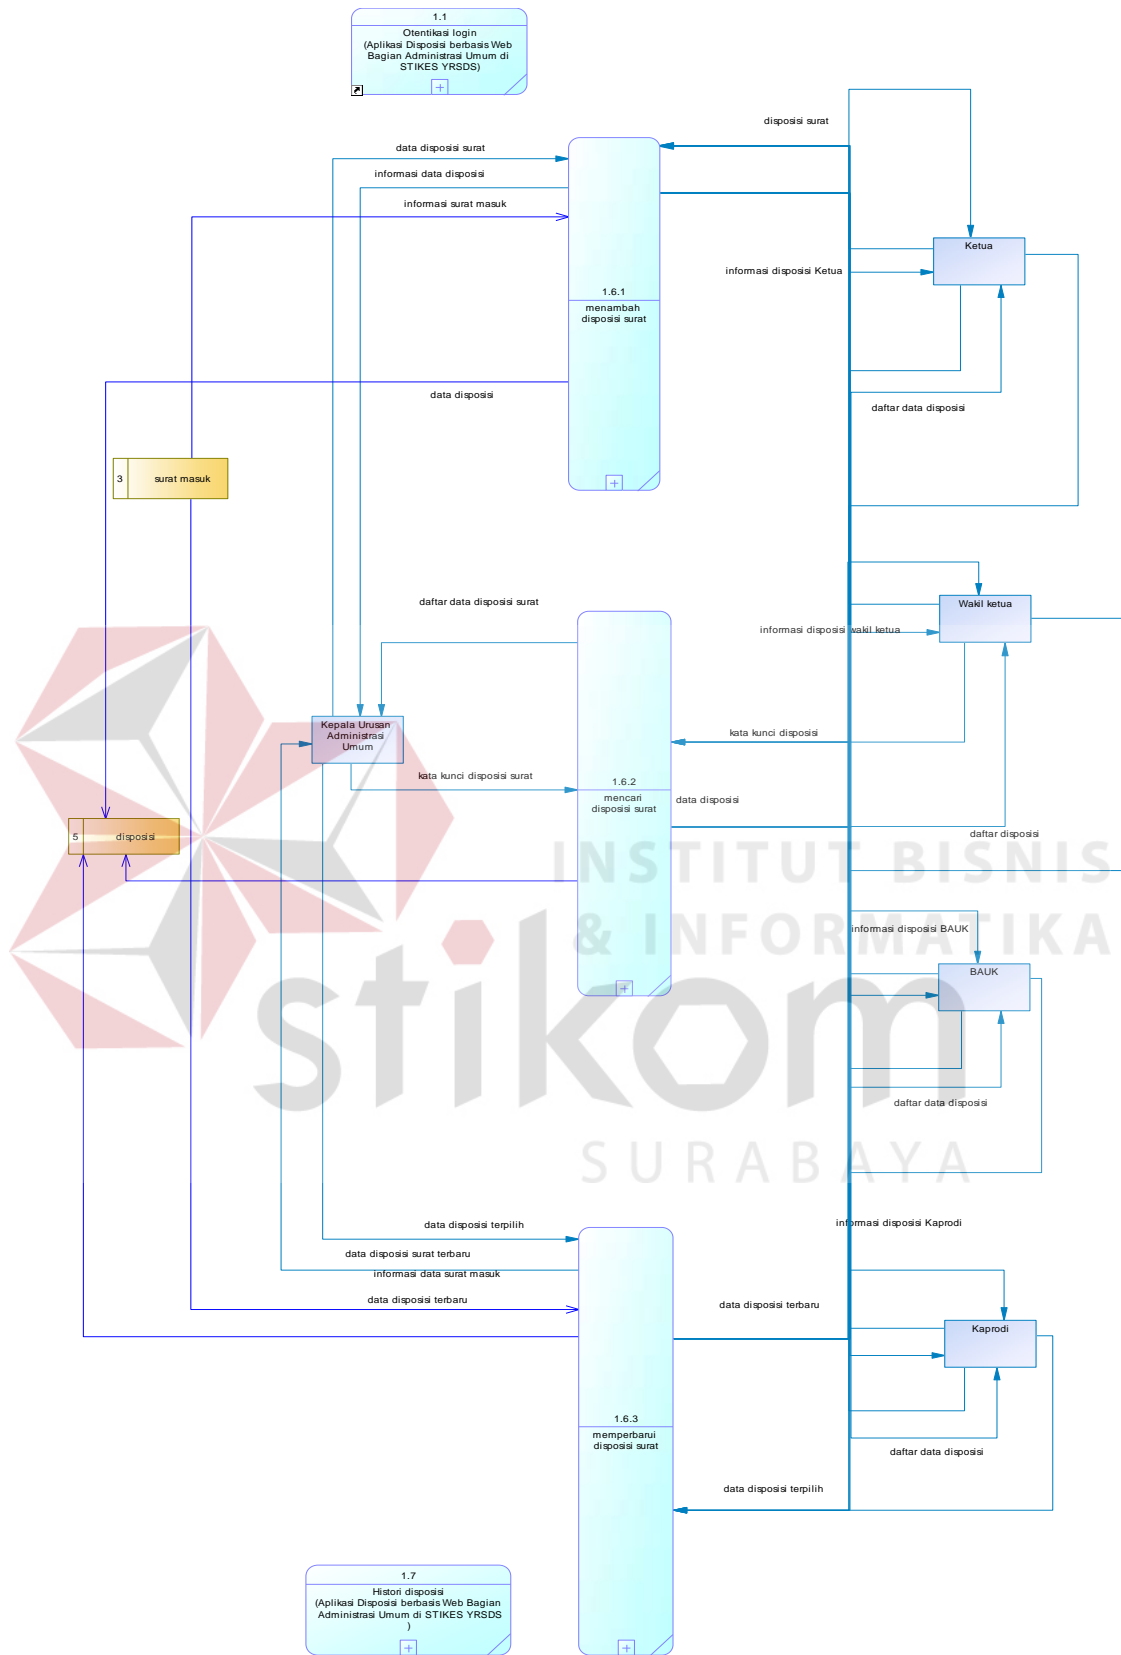 1.1
Otentikasi login
(Aplikasi Disposisi berbasis Web
Bagian Administrasi Umum di
STIKES YRSDS)
disposisi surat
data disposisi surat
informasi data disposisi
informasi surat masuk
Ketua
informasi disposisi Ketua
1.6.1
menambah
disposisi surat
data disposisi
daftar data disposisi
3
surat masuk
daftar data disposisi surat
Wakil ketua
informasi disposisi wakil ketua
Kepala Urusan
Administrasi
Umum
kata kunci disposisi
kata kunci disposisi surat
1.6.2
mencari
disposisi surat
data disposisi
5
disposisi
daftar disposisi
INSTITUT BISNIS
& INFORMATIKA
informasi disposisi BAUK
BAUK
stikom
daftar data disposisi
SURABAYA
data disposisi terpilih
informasi disposisi Kaprodi
data disposisi surat terbaru
informasi data surat masuk
data disposisi terbaru
data disposisi terbaru
Kaprodi
1.6.3
memperbarui
disposisi surat
daftar data disposisi
data disposisi terpilih
1.7
Histori disposisi
(Aplikasi Disposisi berbasis Web Bagian
Administrasi Umum di STIKES YRSDS
)